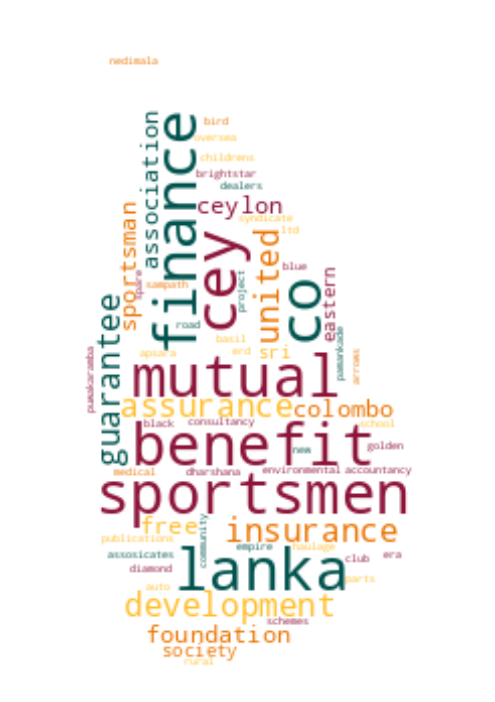 nedimala
bird
oversea
association
finance
childrens
brightstar
dealers
ceylon
sportsman
syndicate
ltd
cey
united
blue
spare
sampath
project
co
eastern
guarantee
road
basil
apsara
erd
sri
pamankade
arrows
puwakaramba
mutual
assurance
colombo
black
consultancy
school
benefit
new
golden
medical
dharshana
environmental
accountancy
sportsmen
free
community
insurance
publications
assosicates
empire
haulage
club
era
diamond
lanka
parts
auto
development
schemes
foundation
society
rural